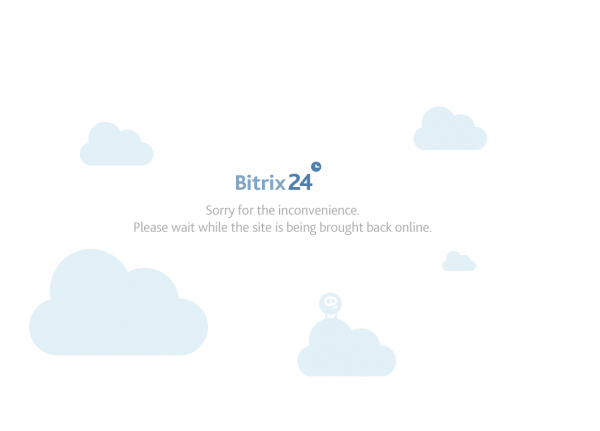 Bitrix24
Sorry for the inconvenience.
Please wait while the site is being brought back online.